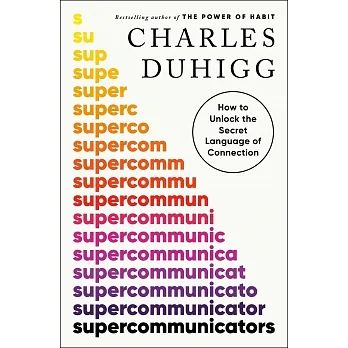 Bestselling author of THE POWER OF HABIT
CHARLES
DUHIGG
How to
Unlock the
Secret
Language of
Connection
s
su
sup
supe
super
superc
superco
supercom
supercomm
supercommu
supercommun
supercommuni
supercommunic
supercommunica
supercommunicat
supercommunicato
supercommunicator
supercommunicators